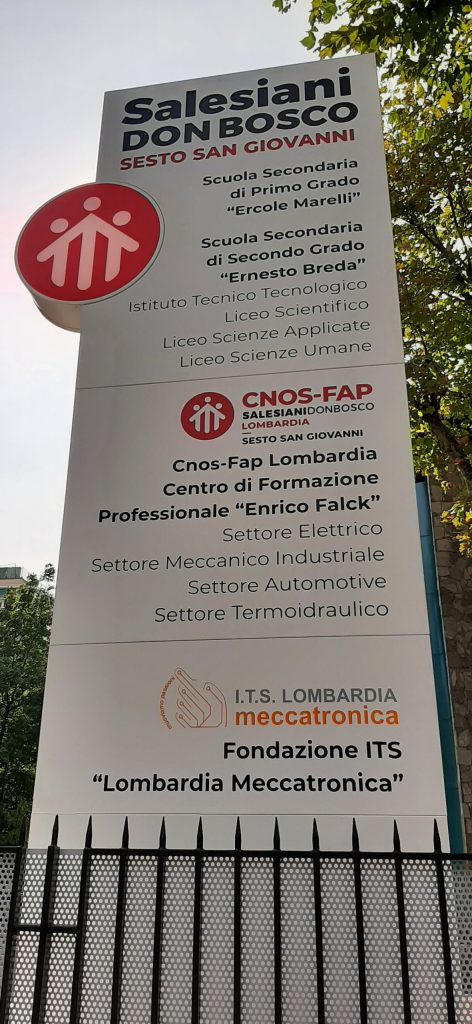 Salesiani
DON BOSCO
SESTO SAN GIOVANNI
Scuola Secondaria
di Primo Grado
“Ercole Marelli”
Scuola Secondaria
di Secondo Grado
“Ernesto Breda”
Istituto Tecnico Tecnologico
Liceo Scientifico
Liceo Scienze Applicate
Liceo Scienze Umane
CNOS-FAP
SALESIANIDONBOSCO
LOMBARDIA
SESTO SAN GIOVANNI
Cnos-Fap Lombardia
Centro di Formazione
Professionale “Enrico Falck”
Settore Elettrico
Settore Meccanico Industriale
Settore Automotive
Settore Termoidraulico
I.T.S. LOMBARDIA
meccatronica
Fondazione ITS
“Lombardia Meccatronica”